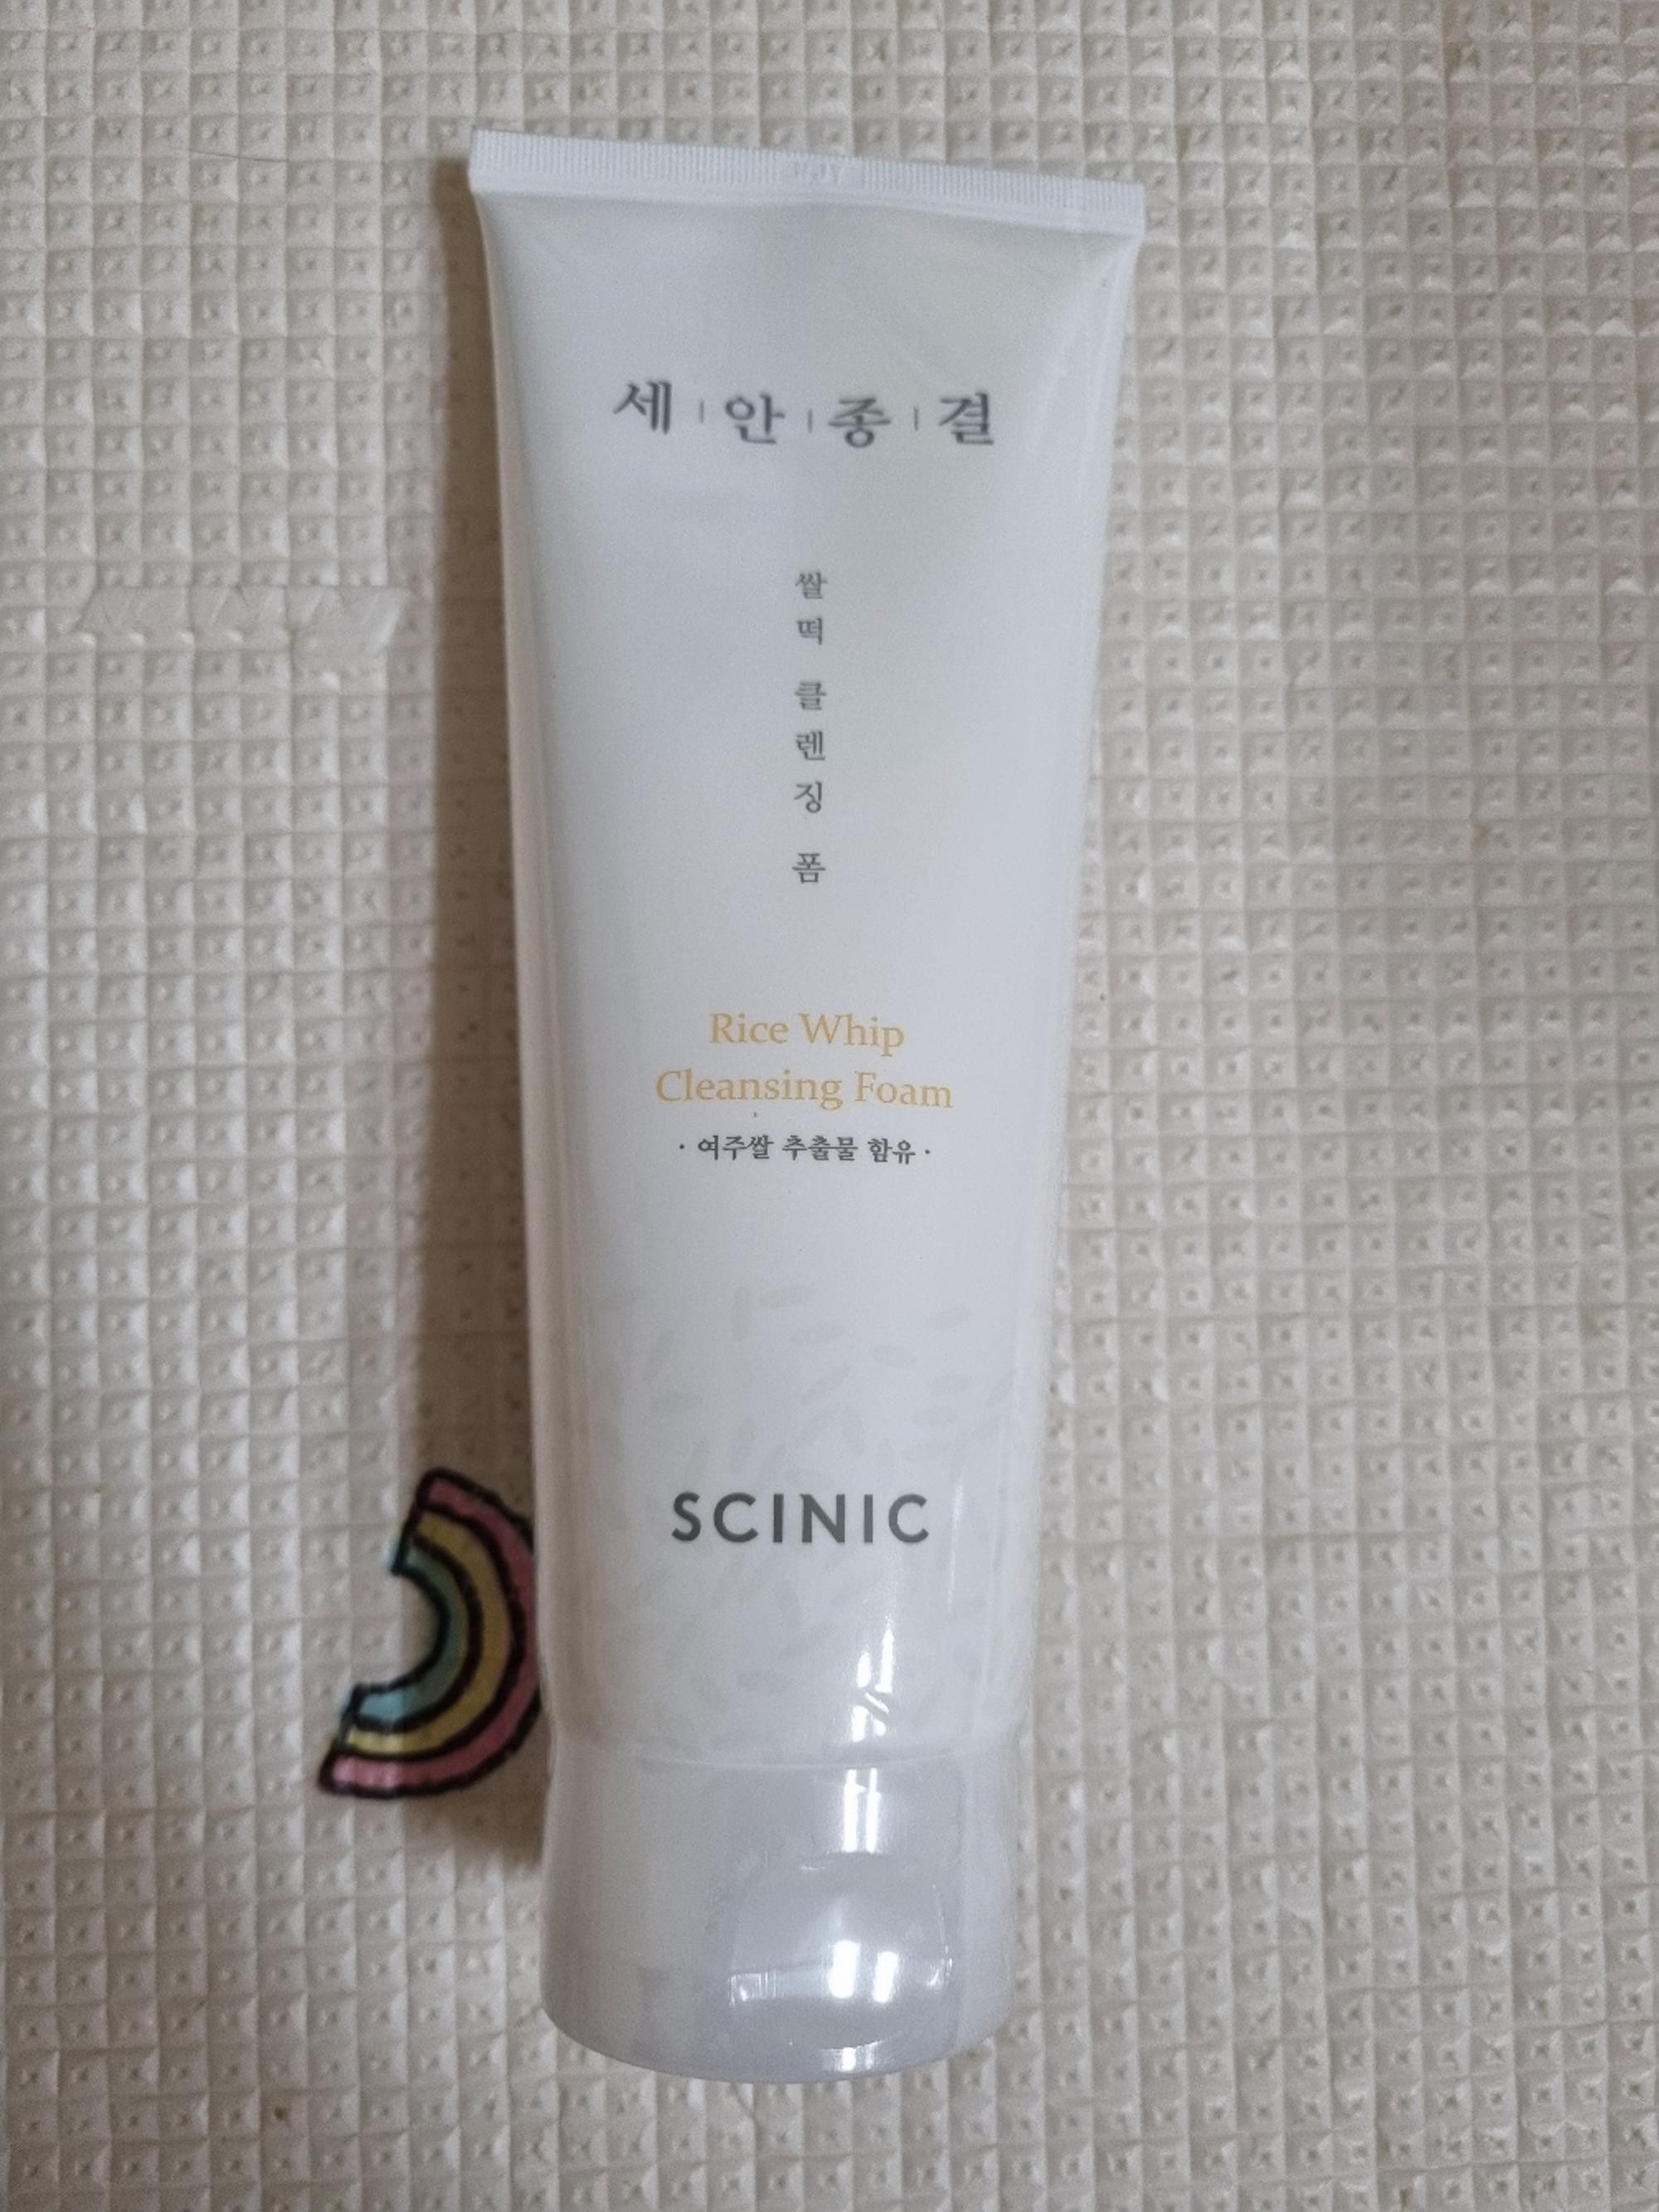 세 | 안 | 종 | 결
쌀떡 클렌징 폼
Rice Whip
Cleansing Foam
· 여주쌀 추출물 함유 ·
SCINIC